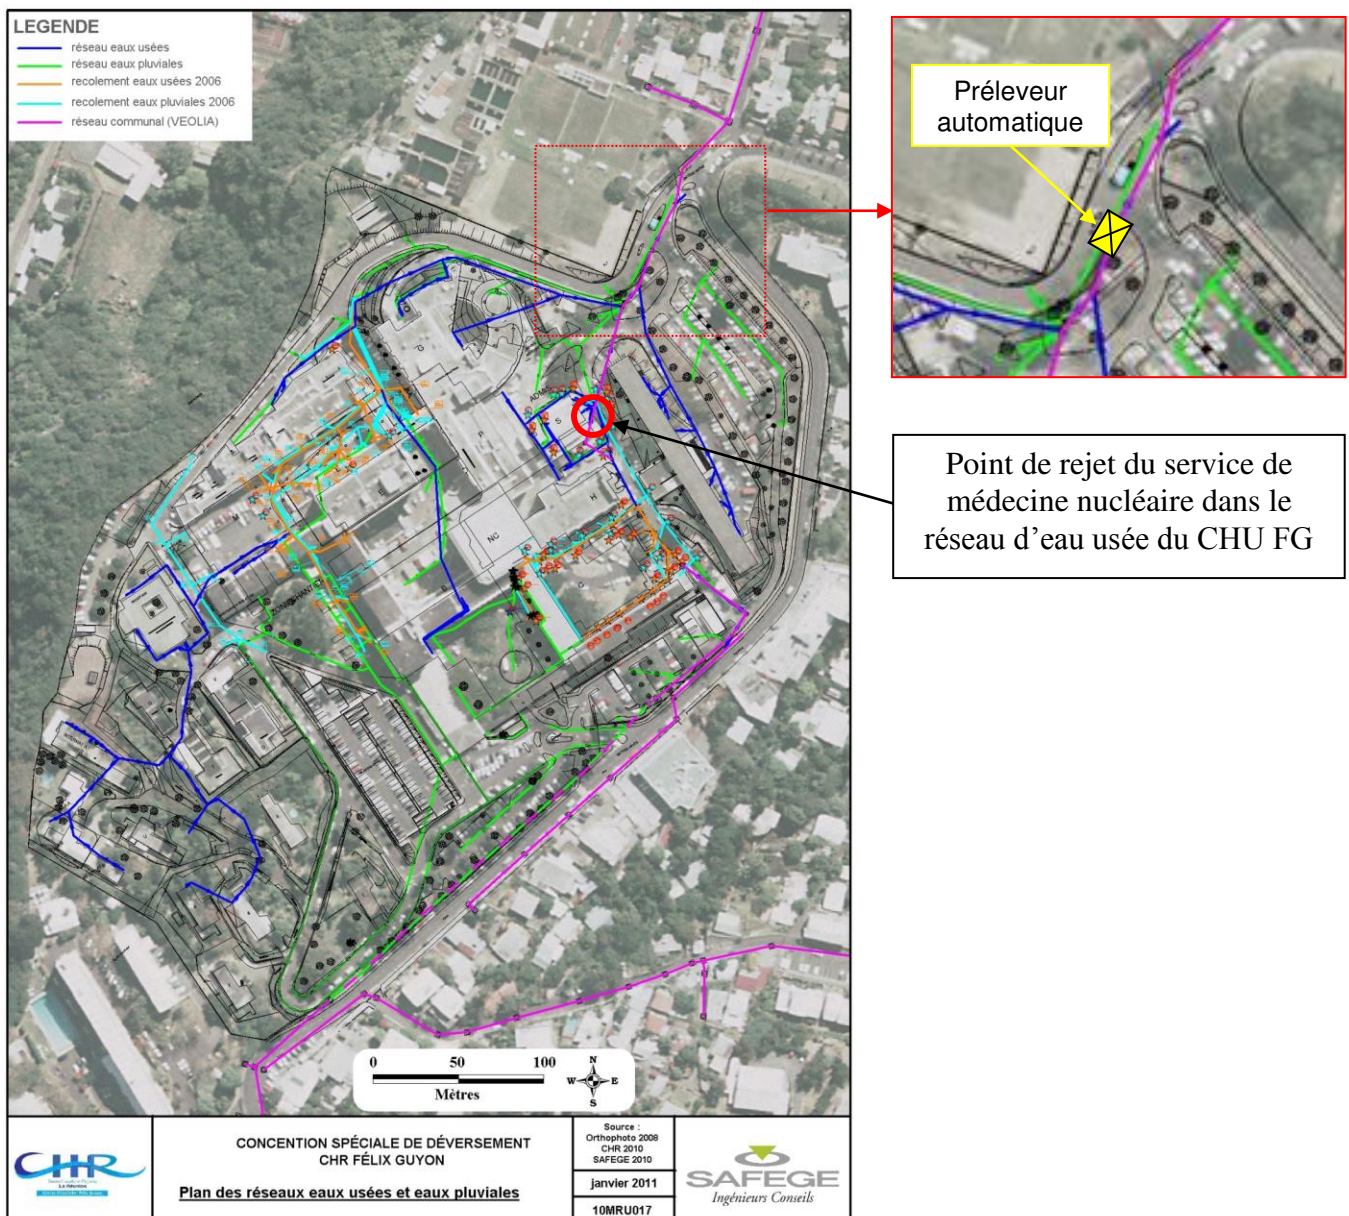 LEGENDE
réseau eaux usées
réseau eaux pluviales
recolement eaux usées 2006
recolement eaux pluviales 2006
réseau communal (VEOLIA)
Préleveur
automatique
Point de rejet du service de
médecine nucléaire dans le
réseau d'eau usée du CHU FG
ADMIS
S
H
NC
0 50 100
Mètres
N
W E
S
CHR
CONCENTION SPÉCIALE DE DÉVERSEMENT
CHR FÉLIX GUYON
Plan des réseaux eaux usées et eaux pluviales
Source :
Orthophoto 2008
CHR 2010
SAFEGE 2010
janvier 2011
10MRU017
SAFEGE
Ingénieurs Conseils